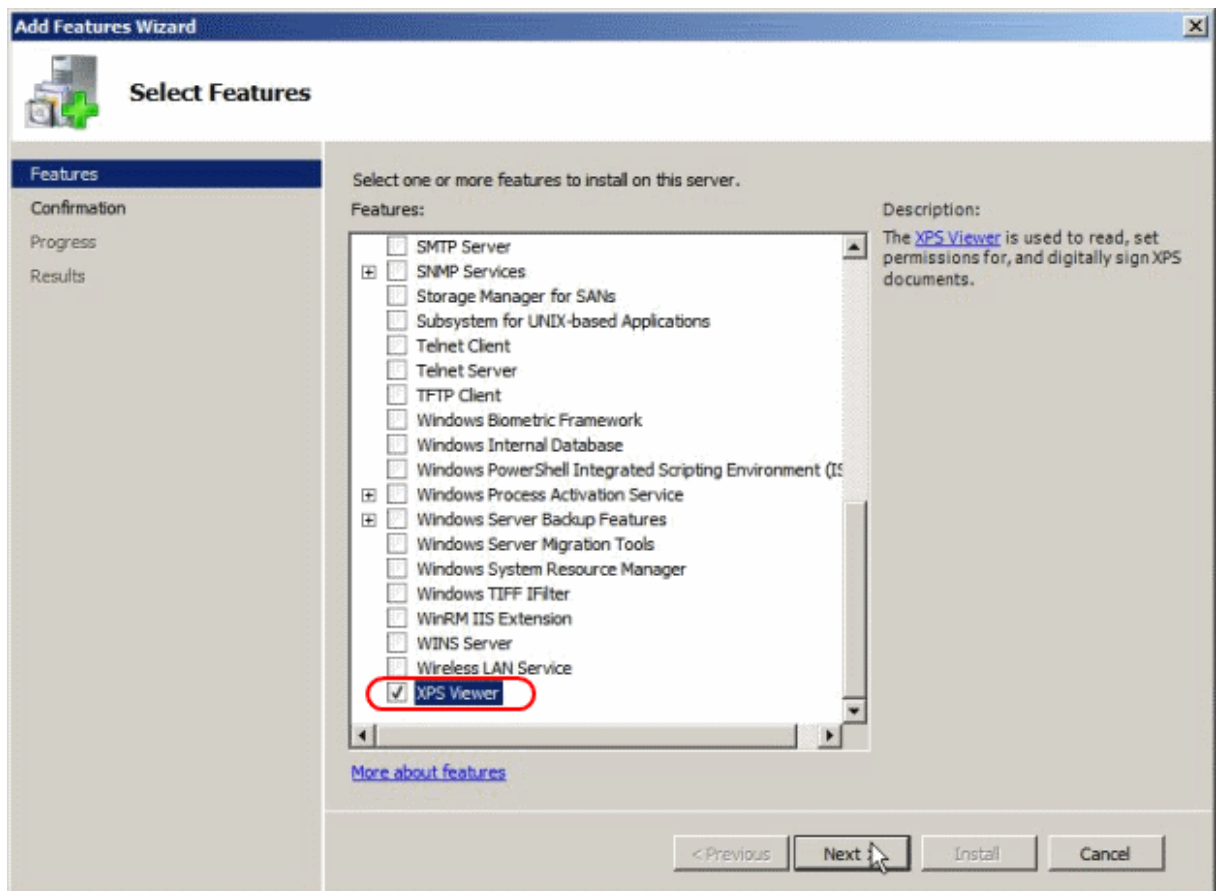 Add Features Wizard
Select Features
Features
Confirmation
Progress
Results
Select one or more features to install on this server.
Features:
SMTP Server
SNMP Services
Storage Manager for SANs
Subsystem for UNIX-based Applications
Telnet Client
Telnet Server
TFTP Client
Windows Biometric Framework
Windows Internal Database
Windows PowerShell Integrated Scripting Environment (IS
Windows Process Activation Service
Windows Server Backup Features
Windows Server Migration Tools
Windows System Resource Manager
Windows TIFF IFilter
WinRM IIS Extension
WINS Server
Wireless LAN Service
XPS Viewer
More about features
Description:
The XPS Viewer is used to read, set
permissions for, and digitally sign XPS
documents.
< Previous
Next >
Install
Cancel